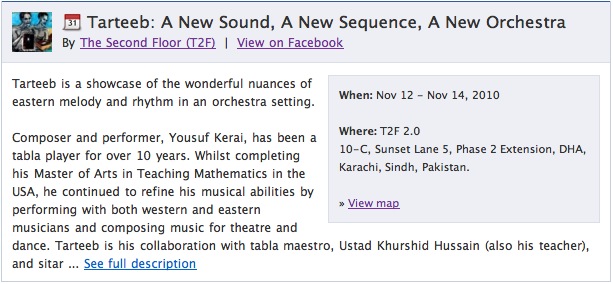 31 Tarteeb: A New Sound, A New Sequence, A New Orchestra
By The Second Floor (T2F) | View on Facebook
Tarteeb is a showcase of the wonderful nuances of
eastern melody and rhythm in an orchestra setting.
Composer and performer, Yousuf Kerai, has been a
tabla player for over 10 years. Whilst completing
his Master of Arts in Teaching Mathematics in the
USA, he continued to refine his musical abilities by
performing with both western and eastern
musicians and composing music for theatre and
dance. Tarteeb is his collaboration with tabla maestro, Ustad Khurshid Hussain (also his teacher),
and sitar ... See full description
When: Nov 12 - Nov 14, 2010
Where: T2F 2.0
10-C, Sunset Lane 5, Phase 2 Extension, DHA,
Karachi, Sindh, Pakistan.
» View map